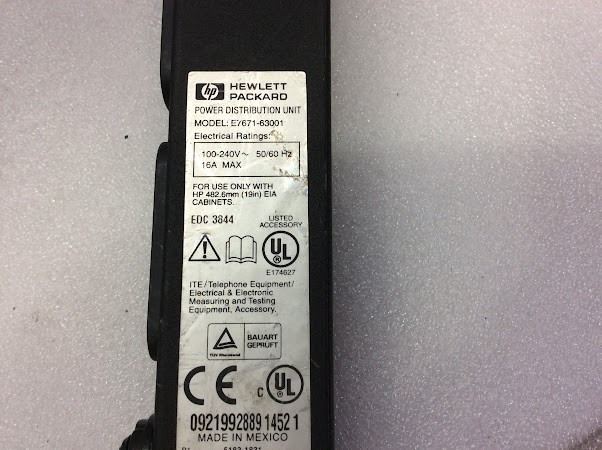 hp HEWLETT
PACKARD
POWER DISTRIBUTION UNIT
MODEL: E7671-63001
Electrical Ratings:
100-240V~ 50/60 Hz
16A MAX
FOR USE ONLY WITH
HP 482.6mm (19in) EIA
CABINETS.
EDC 3844
LISTED
ACCESSORY
UL
E174627
ITE/Telephone Equipment/
Electrical & Electronic
Measuring and Testing
Equipment, Accessory.
TÜV Rheinland
BAUART
GEPRÜFT
CE c UL
0921992889 1452 1
MADE IN MEXICO